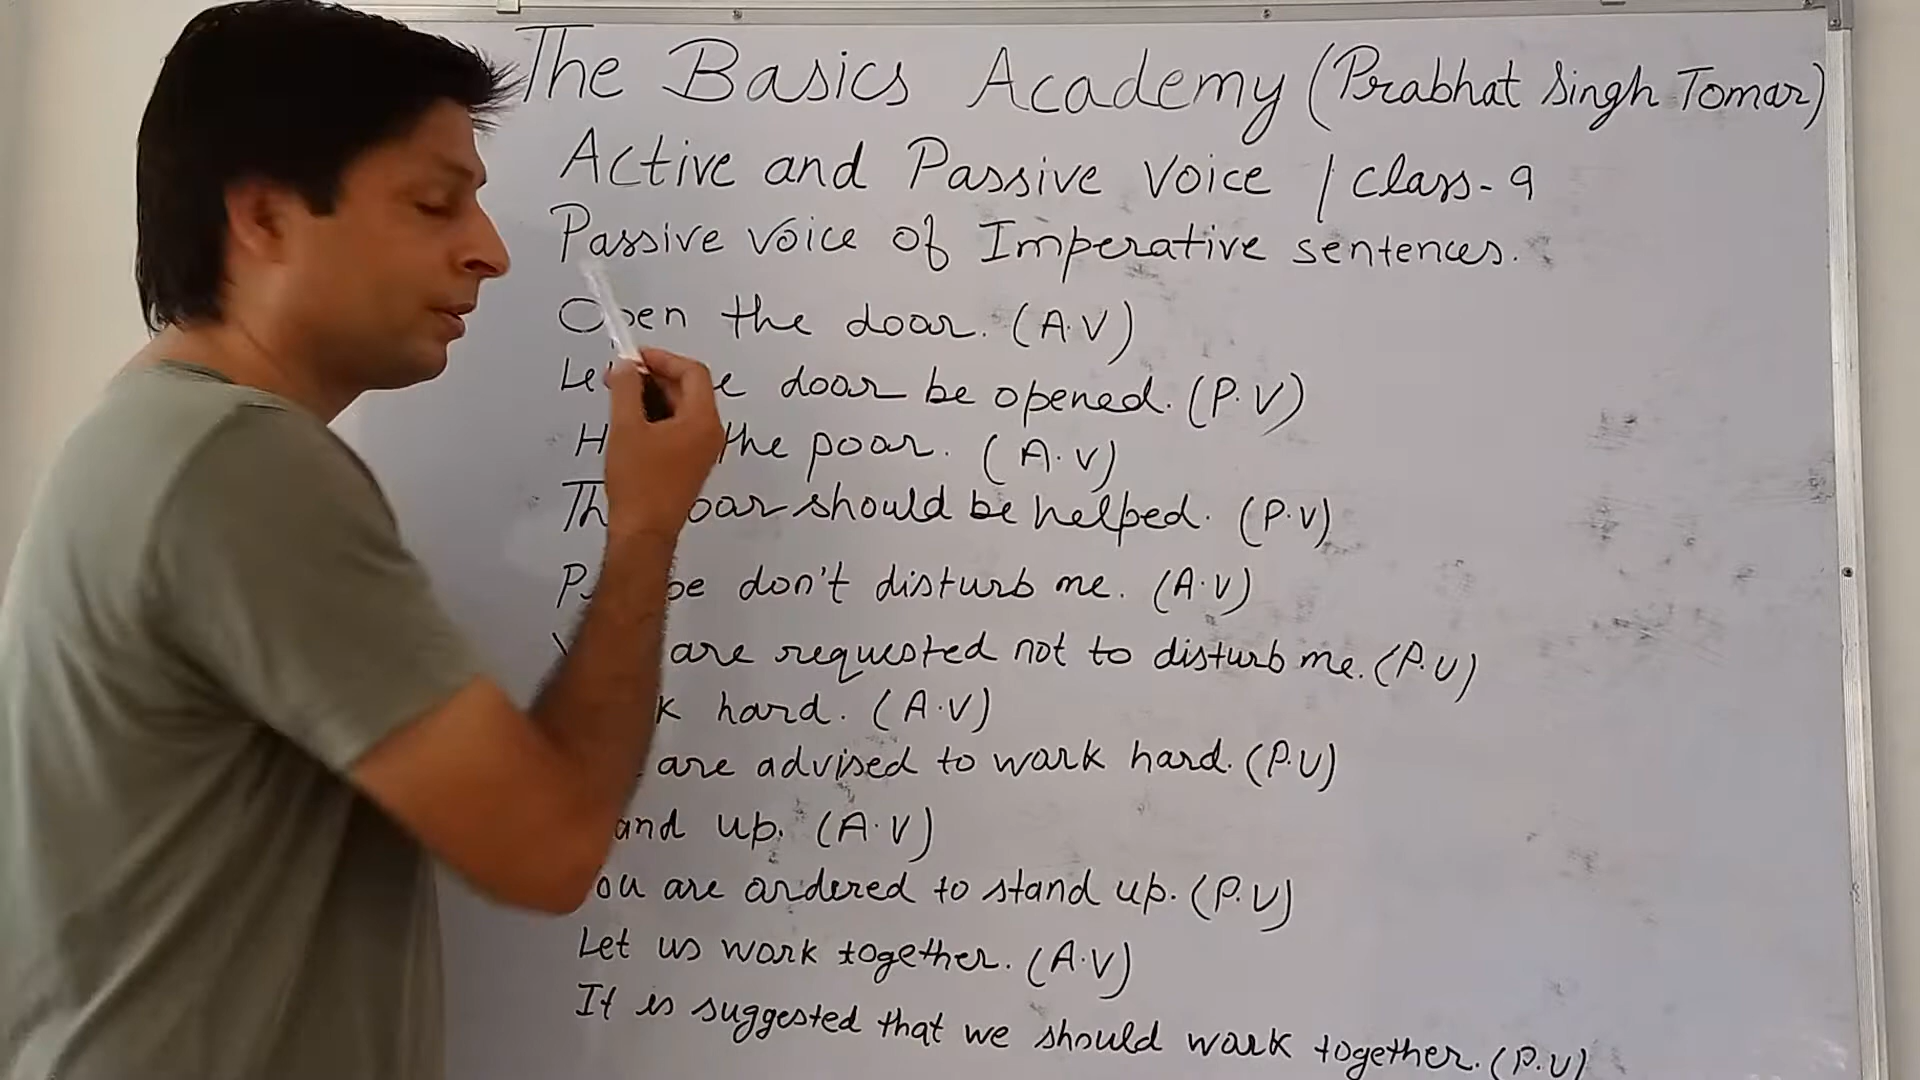 The Basics Academy (Prabhat Singh Tomar)
Active and Passive Voice / Class-9
Passive voice of Imperative sentences.
Open the door. (A.V)
door be opened. (P.V)
the poor. (A.V)
should be helped. (P.V)
don't disturb me. (A.V)
are requested not to disturb me. (P.V)
hard. (A.V)
are advised to work hard. (P.V)
up. (A.V)
You are ordered to stand up. (P.V)
Let us work together. (A.V)
It is suggested that we should work together. (P.V)